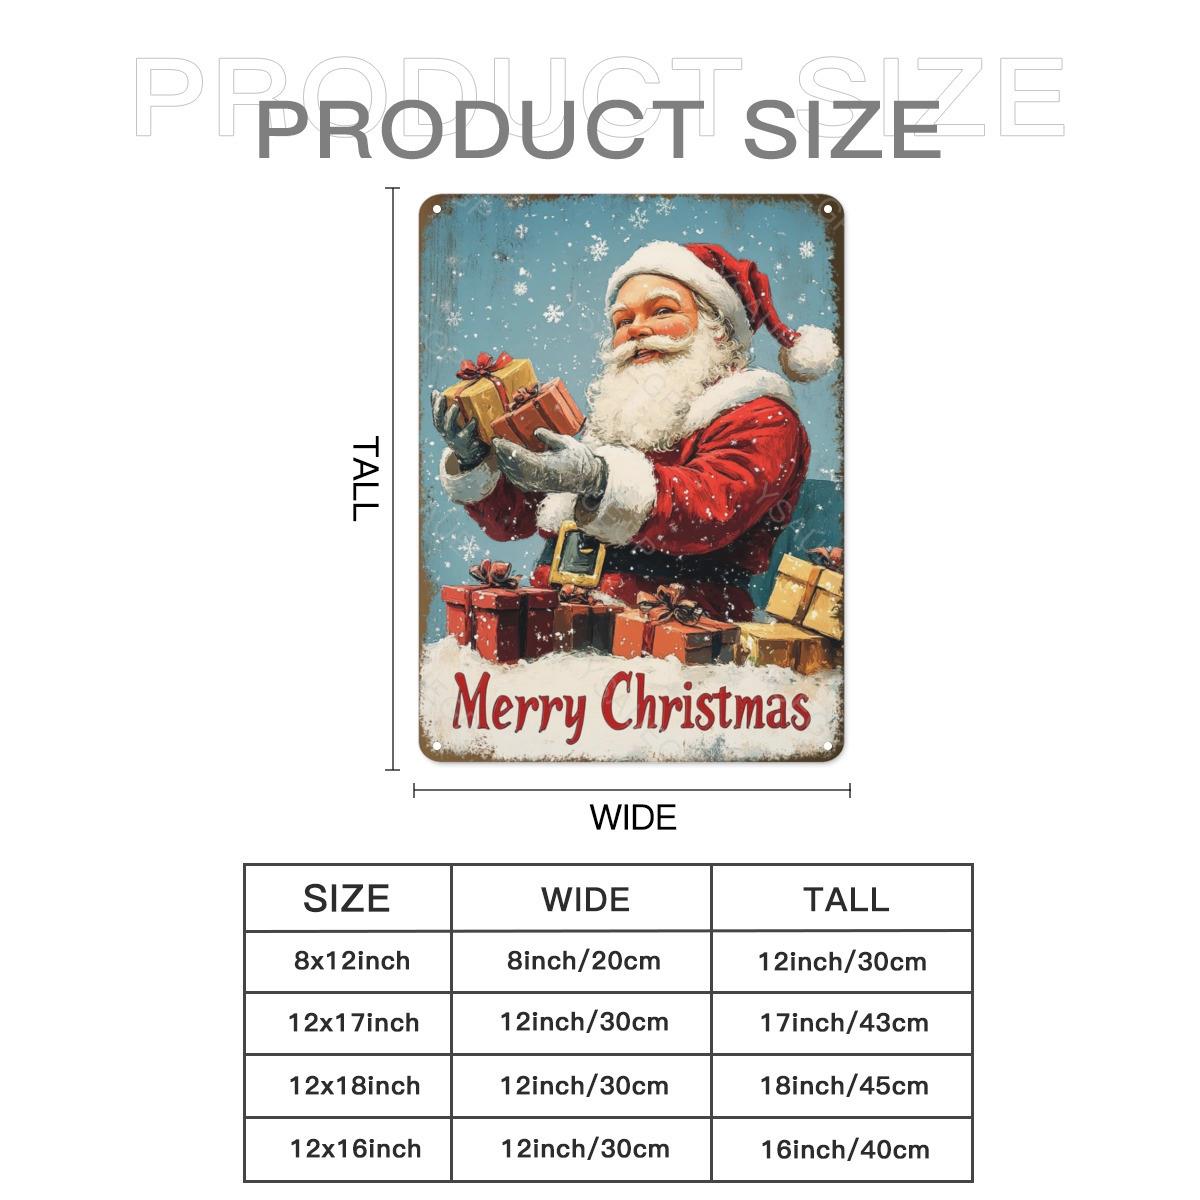 PRODUCT SIZE
PRODUCT SIZE
TALL
Merry Christmas
WIDE
SIZE WIDE TALL
8x12inch 8inch/20cm 12inch/30cm
12x17inch 12inch/30cm 17inch/43cm
12x18inch 12inch/30cm 18inch/45cm
12x16inch 12inch/30cm 16inch/40cm